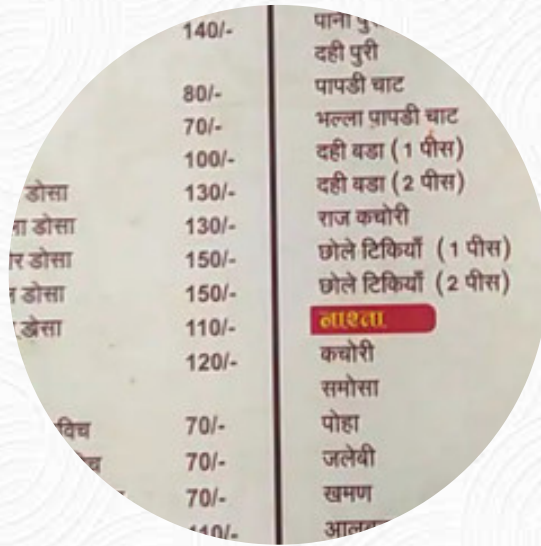 140/-
80/-
70/-
100/-
डोसा 130/-
डोसा 130/-
डोसा 150/-
डोसा 150/-
डोसा 110/-
120/-
70/-
70/-
70/-
110/-
पानी
दही पुरी
पापडी चाट
भल्ला पापडी चाट
दही वडा (1 पीस)
दही वडा (2 पीस)
राज कचोरी
छोले टिकियाँ (1 पीस)
छोले टिकियाँ (2 पीस)
नाश्ता
कचोरी
समोसा
पोहा
जलेबी
खमण